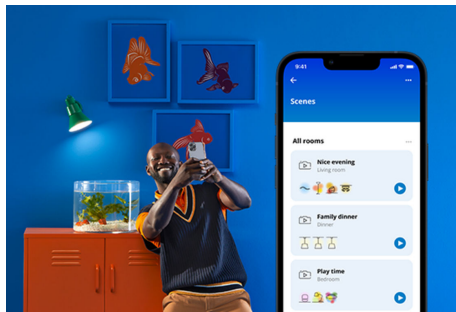 9:41
Scenes
All rooms
Nice evening
Living room
Family dinner
Dinner
Play time
Bedroom